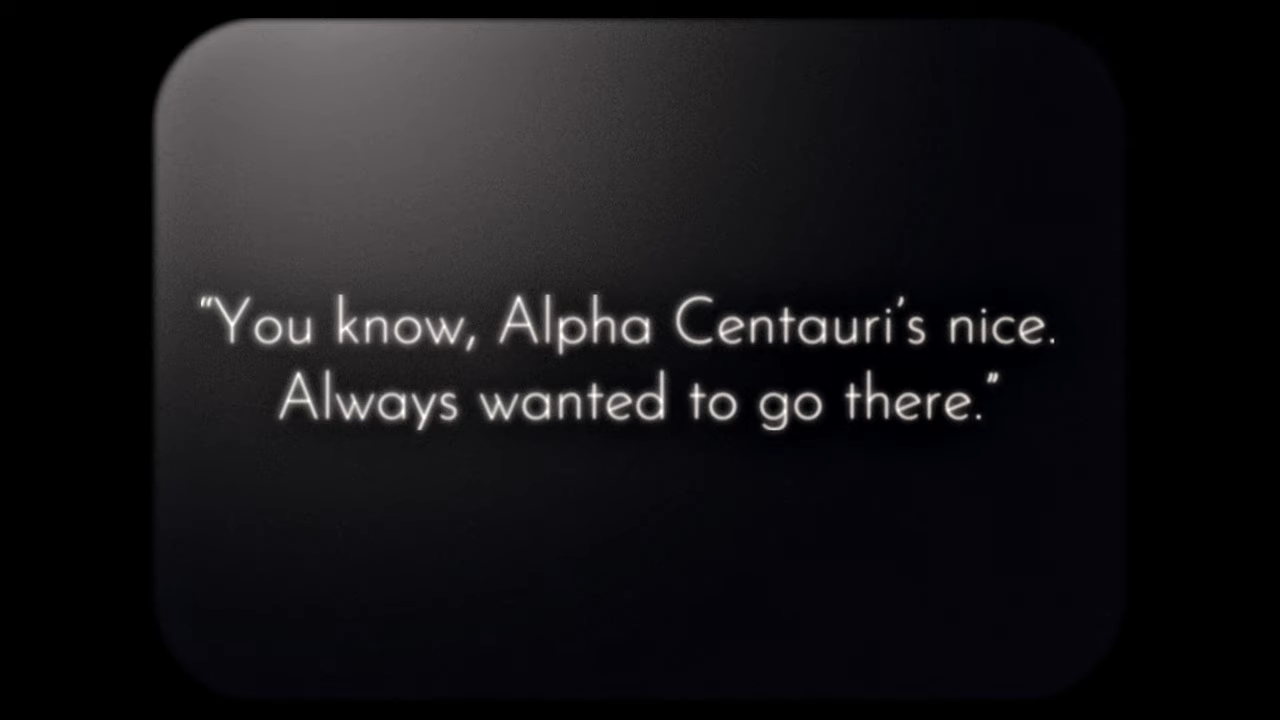 “You know, Alpha Centauri’s nice.
Always wanted to go there.”